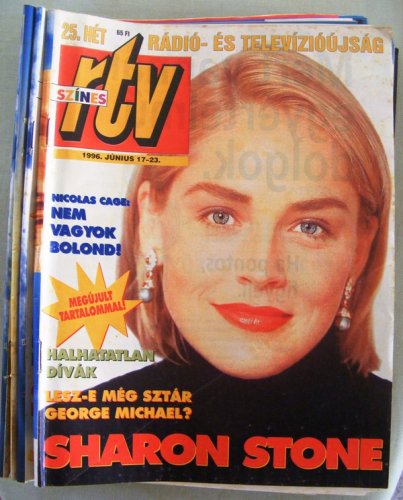 25. HÉT
65 Ft
RÁDIÓ- ÉS TELEVÍZIÓÚJSÁG
SZÍNES
rtv
1996. JÚNIUS 17-23.
NICOLAS CAGE:
NEM
VAGYOK
BOLOND!
MEGÚJULT
TARTALOMMAL!
HALHATATLAN
DÍVÁK
LESZ-E MÉG SZTÁR
GEORGE MICHAEL?
SHARON STONE